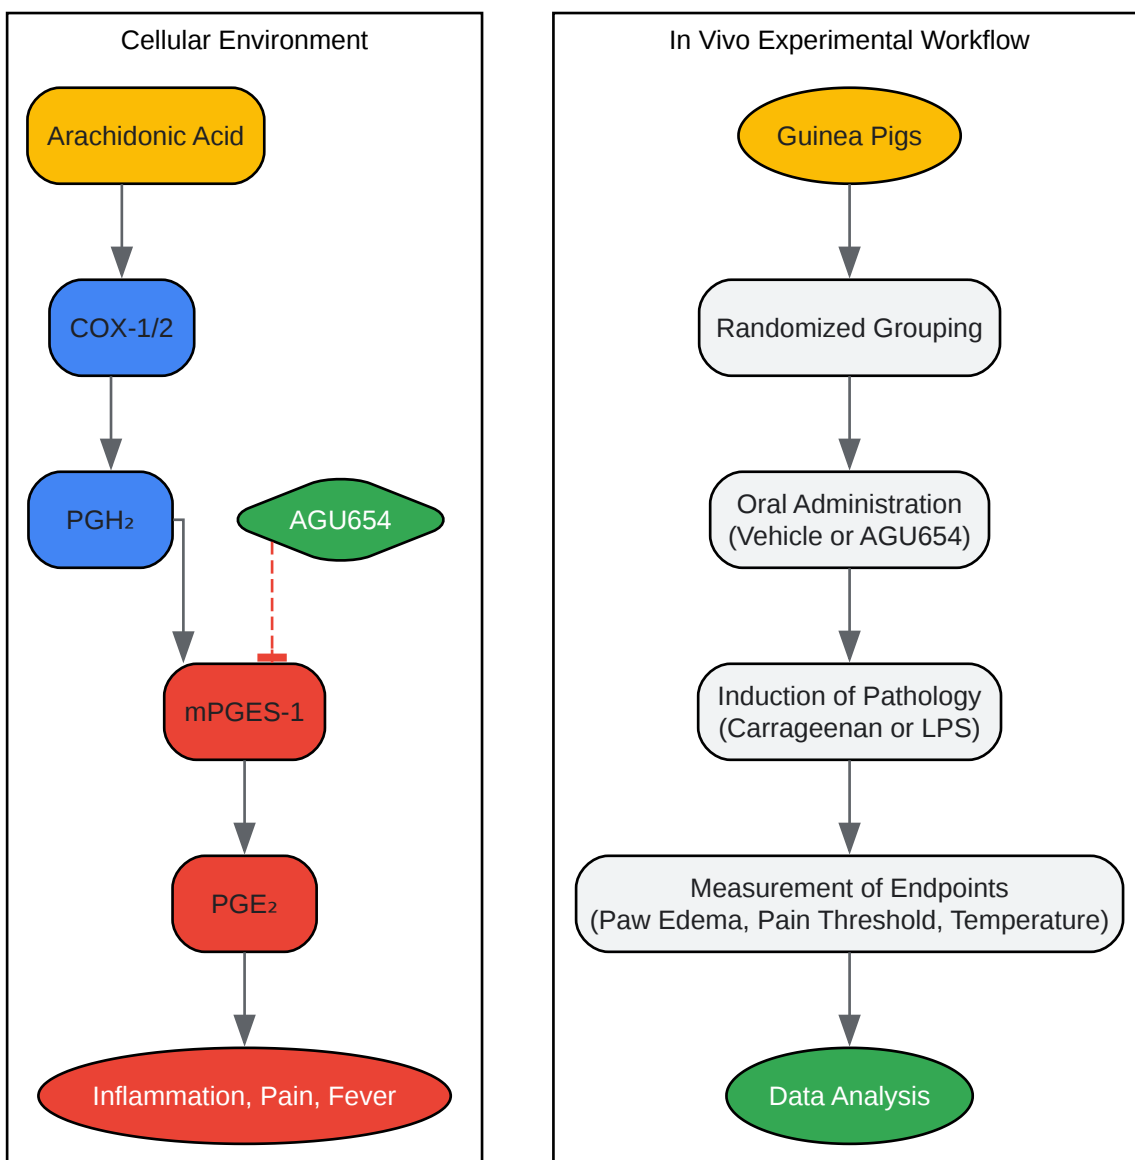 Cellular Environment
Arachidonic Acid
COX-1/2
PGH₂
AGU654
mPGES-1
PGE₂
Inflammation, Pain, Fever
In Vivo Experimental Workflow
Guinea Pigs
Randomized Grouping
Oral Administration
(Vehicle or AGU654)
Induction of Pathology
(Carrageenan or LPS)
Measurement of Endpoints
(Paw Edema, Pain Threshold, Temperature)
Data Analysis